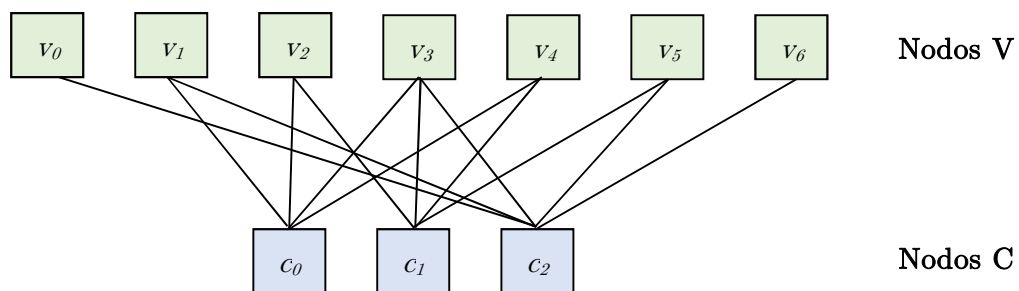 v₀ v₁ v₂ v₃ v₄ v₅ v₆ Nodos V
c₀ c₁ c₂ Nodos C